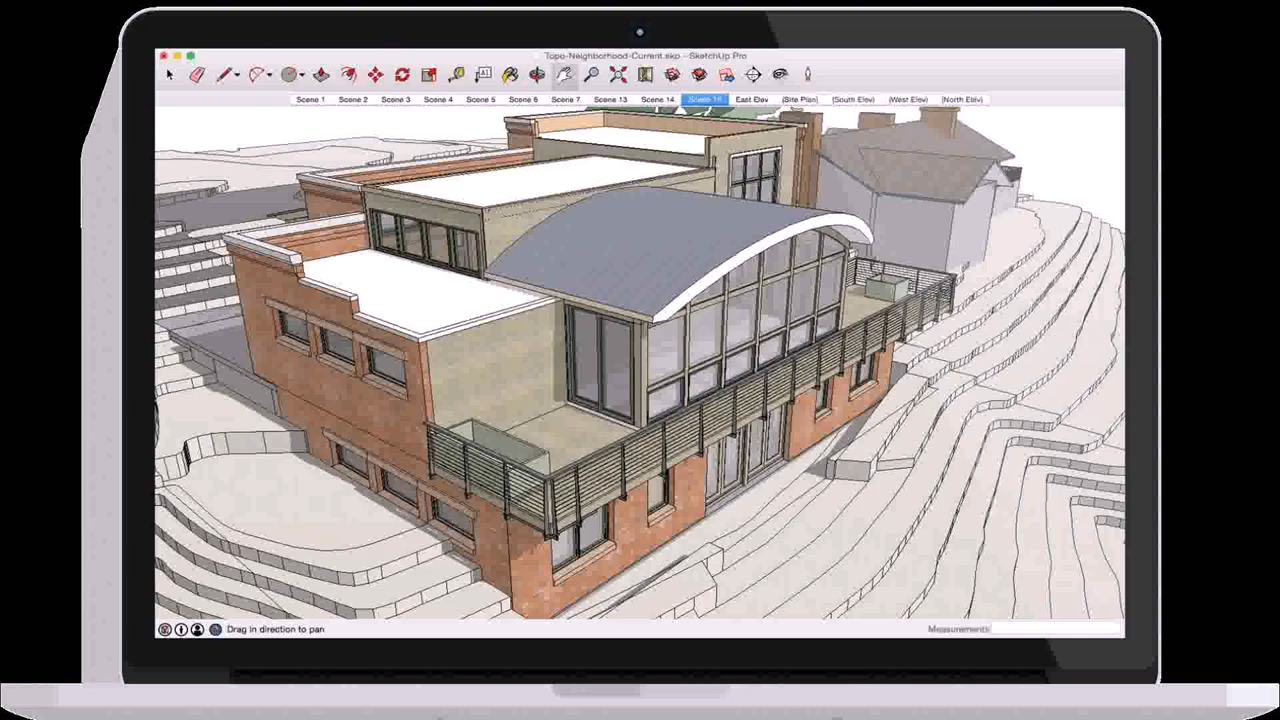 Topo-Neighborhood-Current.skp - SketchUp Pro
A1
Scene 1 Scene 2 Scene 3 Scene 4 Scene 5 Scene 6 Scene 7 Scene 13 Scene 14 Scene East Elev (Site Plan) (South Elev) (West Elev) (North Elev)
Drag in direction to pan Measurements